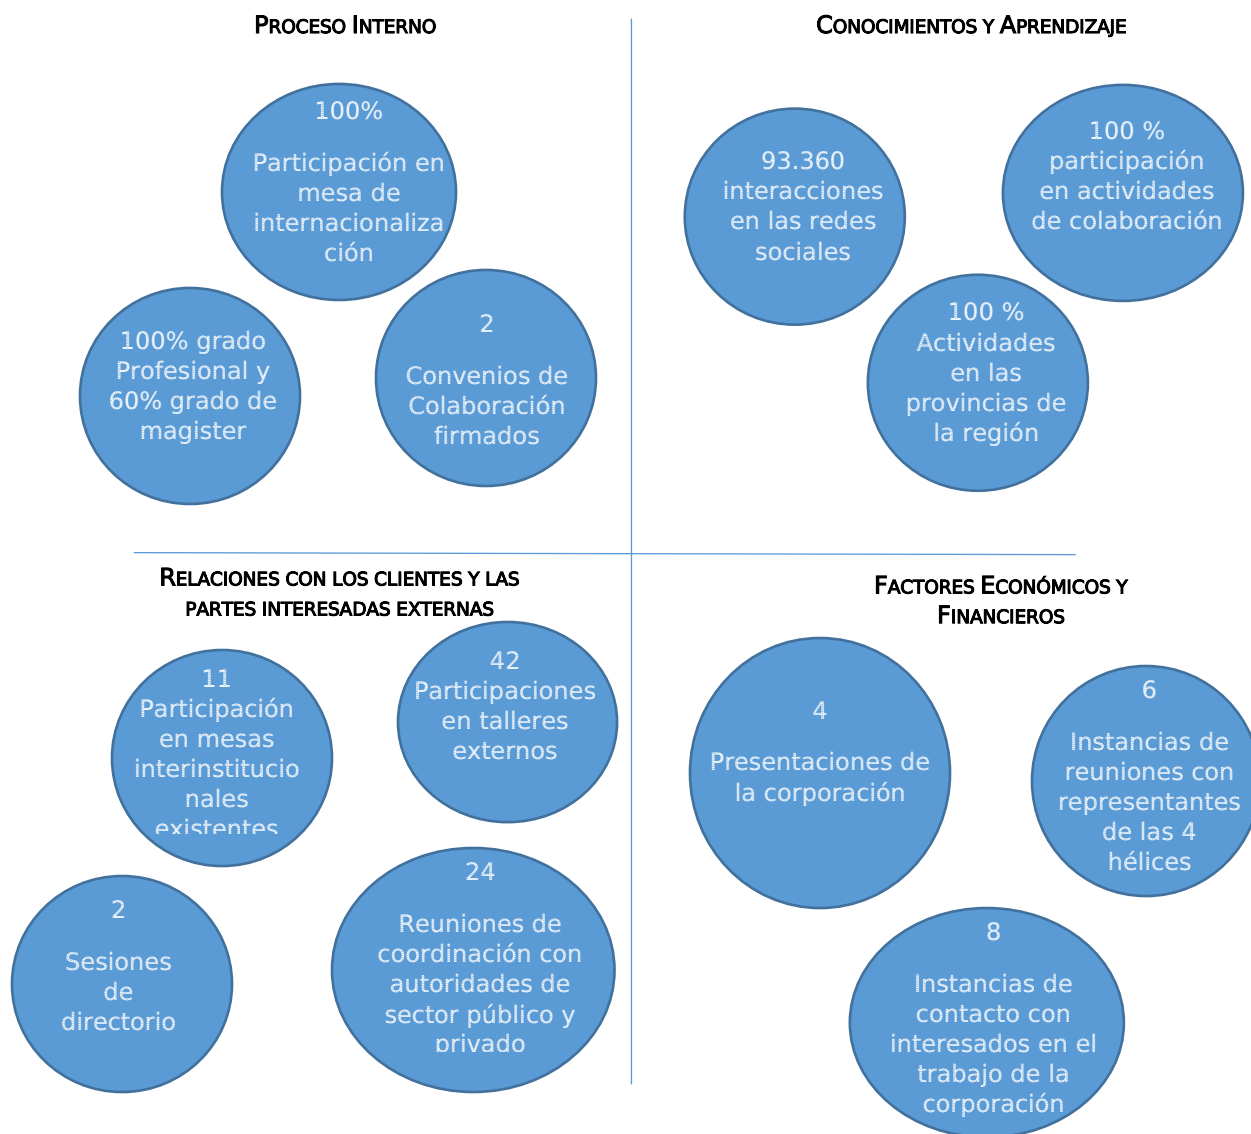 PROCESO INTERNO
100%
Participación en
mesa de
internacionaliza
ción
100% grado
Profesional y
60% grado de
magister
2
Convenios de
Colaboración
firmados
CONOCIMIENTOS Y APRENDIZAJE
93.360
interacciones
en las redes
sociales
100 %
participación
en actividades
de colaboración
100 %
Actividades
en las
provincias de
la región
RELACIONES CON LOS CLIENTES Y LAS
PARTES INTERESADAS EXTERNAS
11
Participación
en mesas
interinstitucio
nales
existentes
42
Participaciones
en talleres
externos
2
Sesiones
de
directorio
24
Reuniones de
coordinación con
autoridades de
sector público y
privado
FACTORES ECONÓMICOS Y
FINANCIEROS
4
Presentaciones de
la corporación
6
Instancias de
reuniones con
representantes
de las 4
hélices
8
Instancias de
contacto con
interesados en el
trabajo de la
corporación